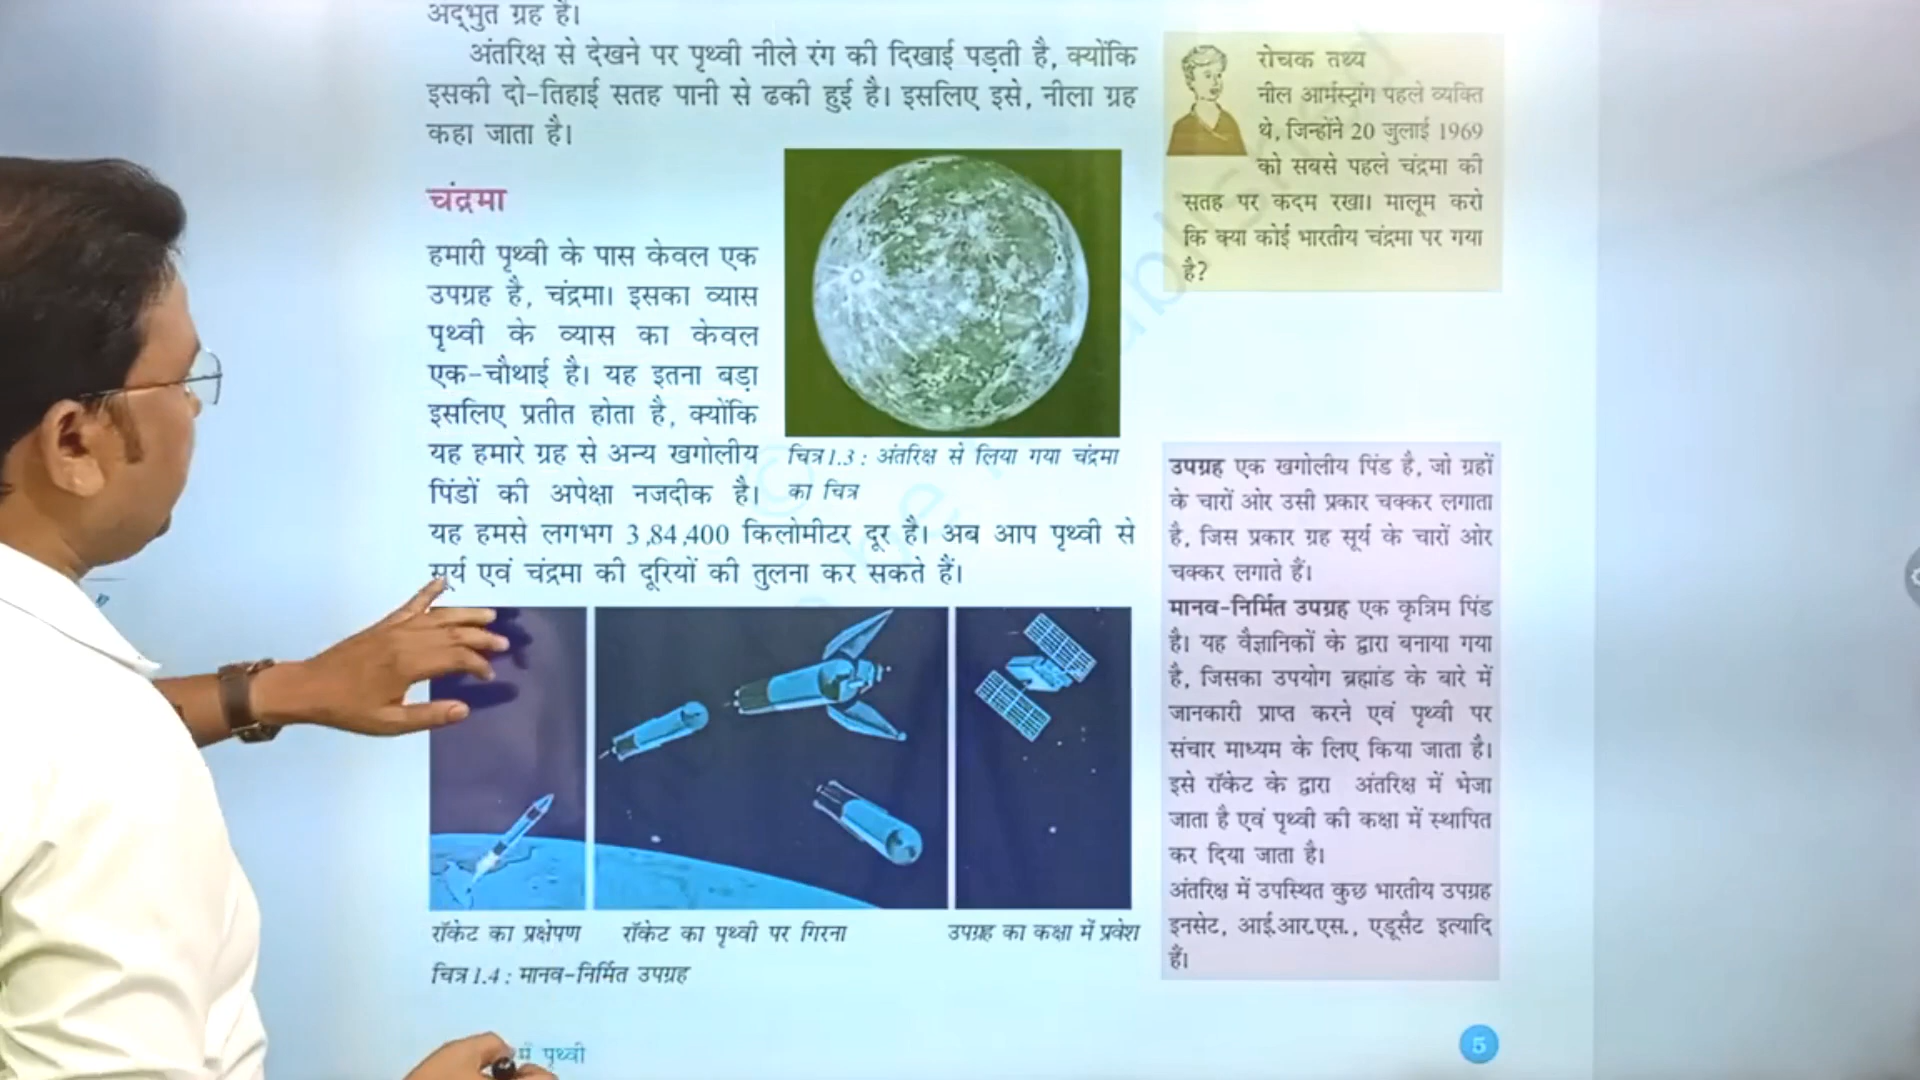 अद्भुत ग्रह है।
अंतरिक्ष से देखने पर पृथ्वी नीले रंग की दिखाई पड़ती है, क्योंकि
इसकी दो-तिहाई सतह पानी से ढकी हुई है। इसलिए इसे, नीला ग्रह
कहा जाता है।
चंद्रमा
हमारी पृथ्वी के पास केवल एक
उपग्रह है, चंद्रमा। इसका व्यास
पृथ्वी के व्यास का केवल
एक-चौथाई है। यह इतना बड़ा
इसलिए प्रतीत होता है, क्योंकि
यह हमारे ग्रह से अन्य खगोलीय
पिंडों की अपेक्षा नजदीक है।
यह हमसे लगभग 3,84,400 किलोमीटर दूर है। अब आप पृथ्वी से
सूर्य एवं चंद्रमा की दूरियों की तुलना कर सकते हैं।
चित्र 1.3 : अंतरिक्ष से लिया गया चंद्रमा
का चित्र
रॉकेट का प्रक्षेपण
रॉकेट का पृथ्वी पर गिरना
उपग्रह का कक्षा में प्रवेश
चित्र 1.4 : मानव-निर्मित उपग्रह
रोचक तथ्य
नील आर्मस्ट्रांग पहले व्यक्ति
थे, जिन्होंने 20 जुलाई 1969
को सबसे पहले चंद्रमा की
सतह पर कदम रखा। मालूम करो
कि क्या कोई भारतीय चंद्रमा पर गया
है?
उपग्रह एक खगोलीय पिंड है, जो ग्रहों
के चारों ओर उसी प्रकार चक्कर लगाता
है, जिस प्रकार ग्रह सूर्य के चारों ओर
चक्कर लगाते हैं।
मानव-निर्मित उपग्रह एक कृत्रिम पिंड
है। यह वैज्ञानिकों के द्वारा बनाया गया
है, जिसका उपयोग ब्रह्मांड के बारे में
जानकारी प्राप्त करने एवं पृथ्वी पर
संचार माध्यम के लिए किया जाता है।
इसे रॉकेट के द्वारा अंतरिक्ष में भेजा
जाता है एवं पृथ्वी की कक्षा में स्थापित
कर दिया जाता है।
अंतरिक्ष में उपस्थित कुछ भारतीय उपग्रह
इनसेट, आई.आर.एस., एडूसैट इत्यादि
हैं।
में पृथ्वी
5